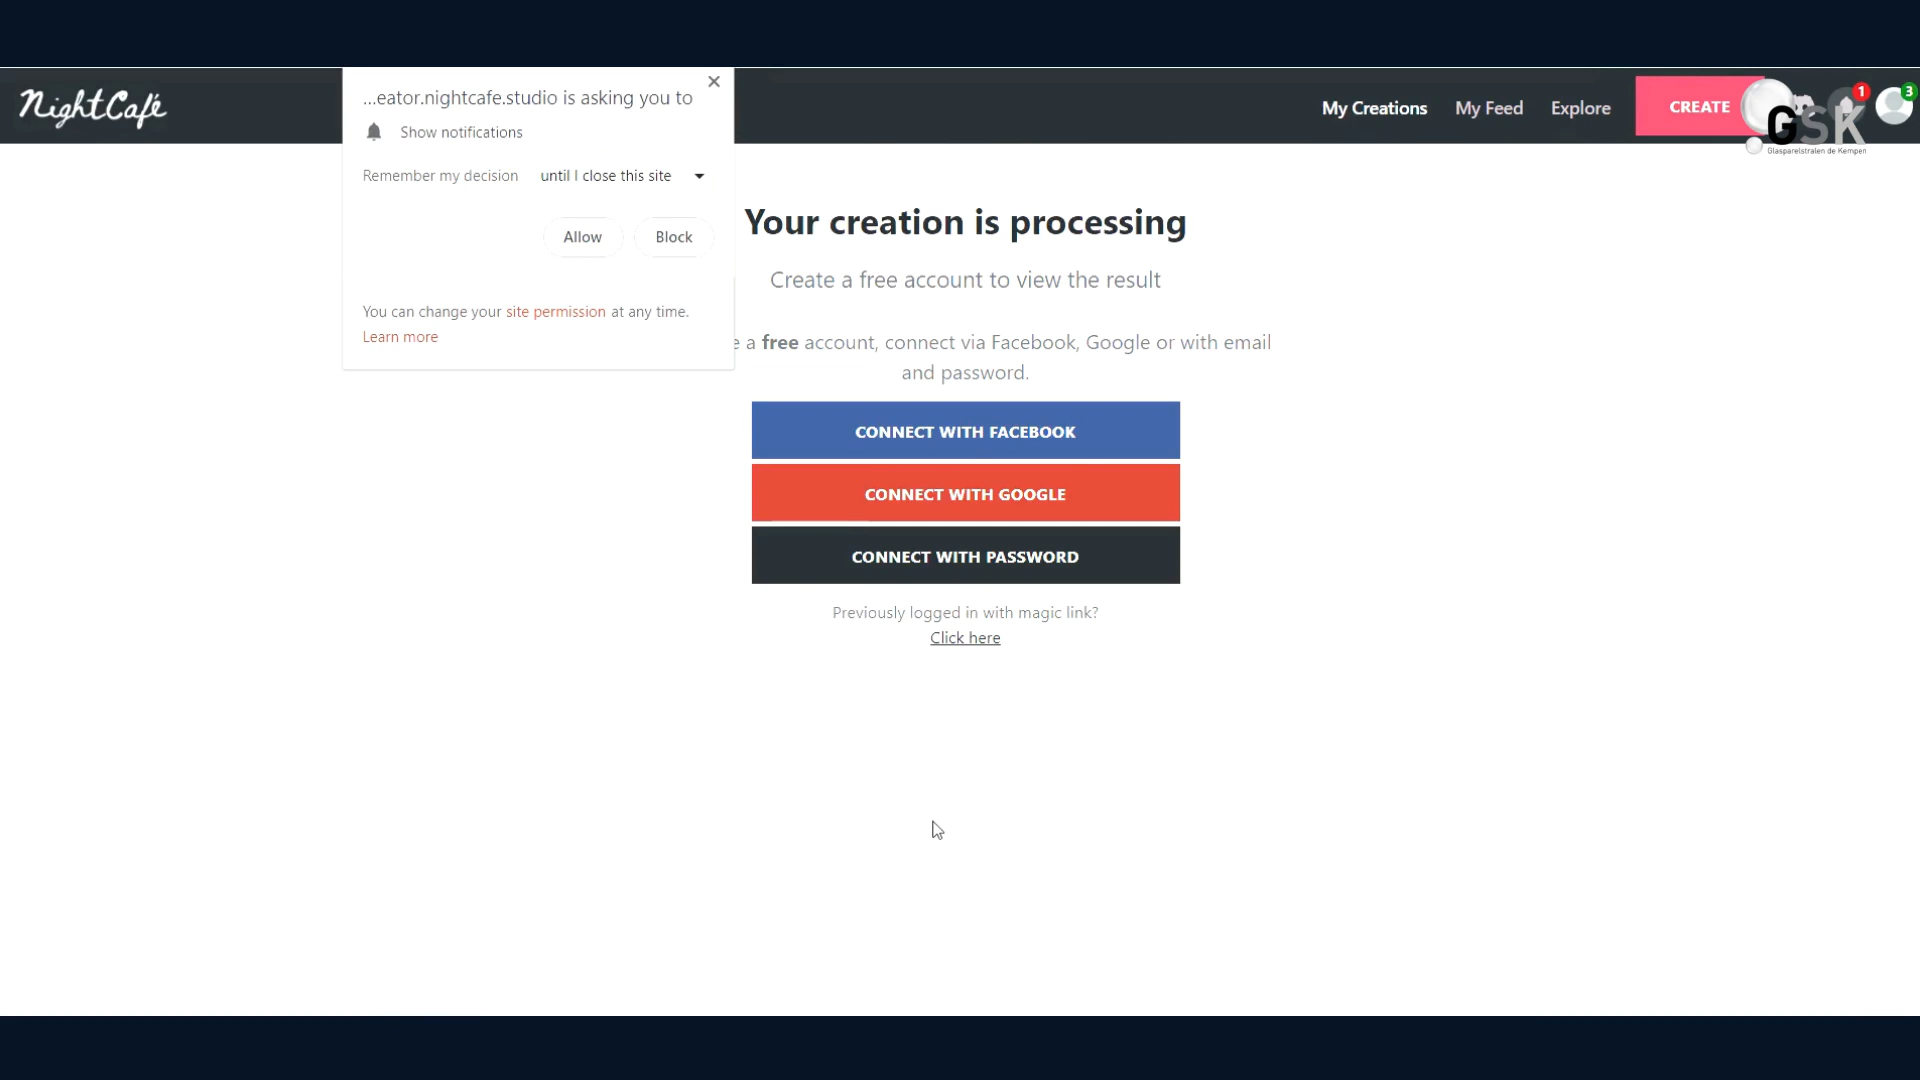 NightCafé
...eator.nightcafe.studio is asking you to
Show notifications
Remember my decision until I close this site
Allow Block
You can change your site permission at any time.
Learn more
My Creations My Feed Explore CREATE 1 3
GSK
Glasparelstralen de Kempen
Your creation is processing
Create a free account to view the result
e a free account, connect via Facebook, Google or with email
and password.
CONNECT WITH FACEBOOK
CONNECT WITH GOOGLE
CONNECT WITH PASSWORD
Previously logged in with magic link?
Click here